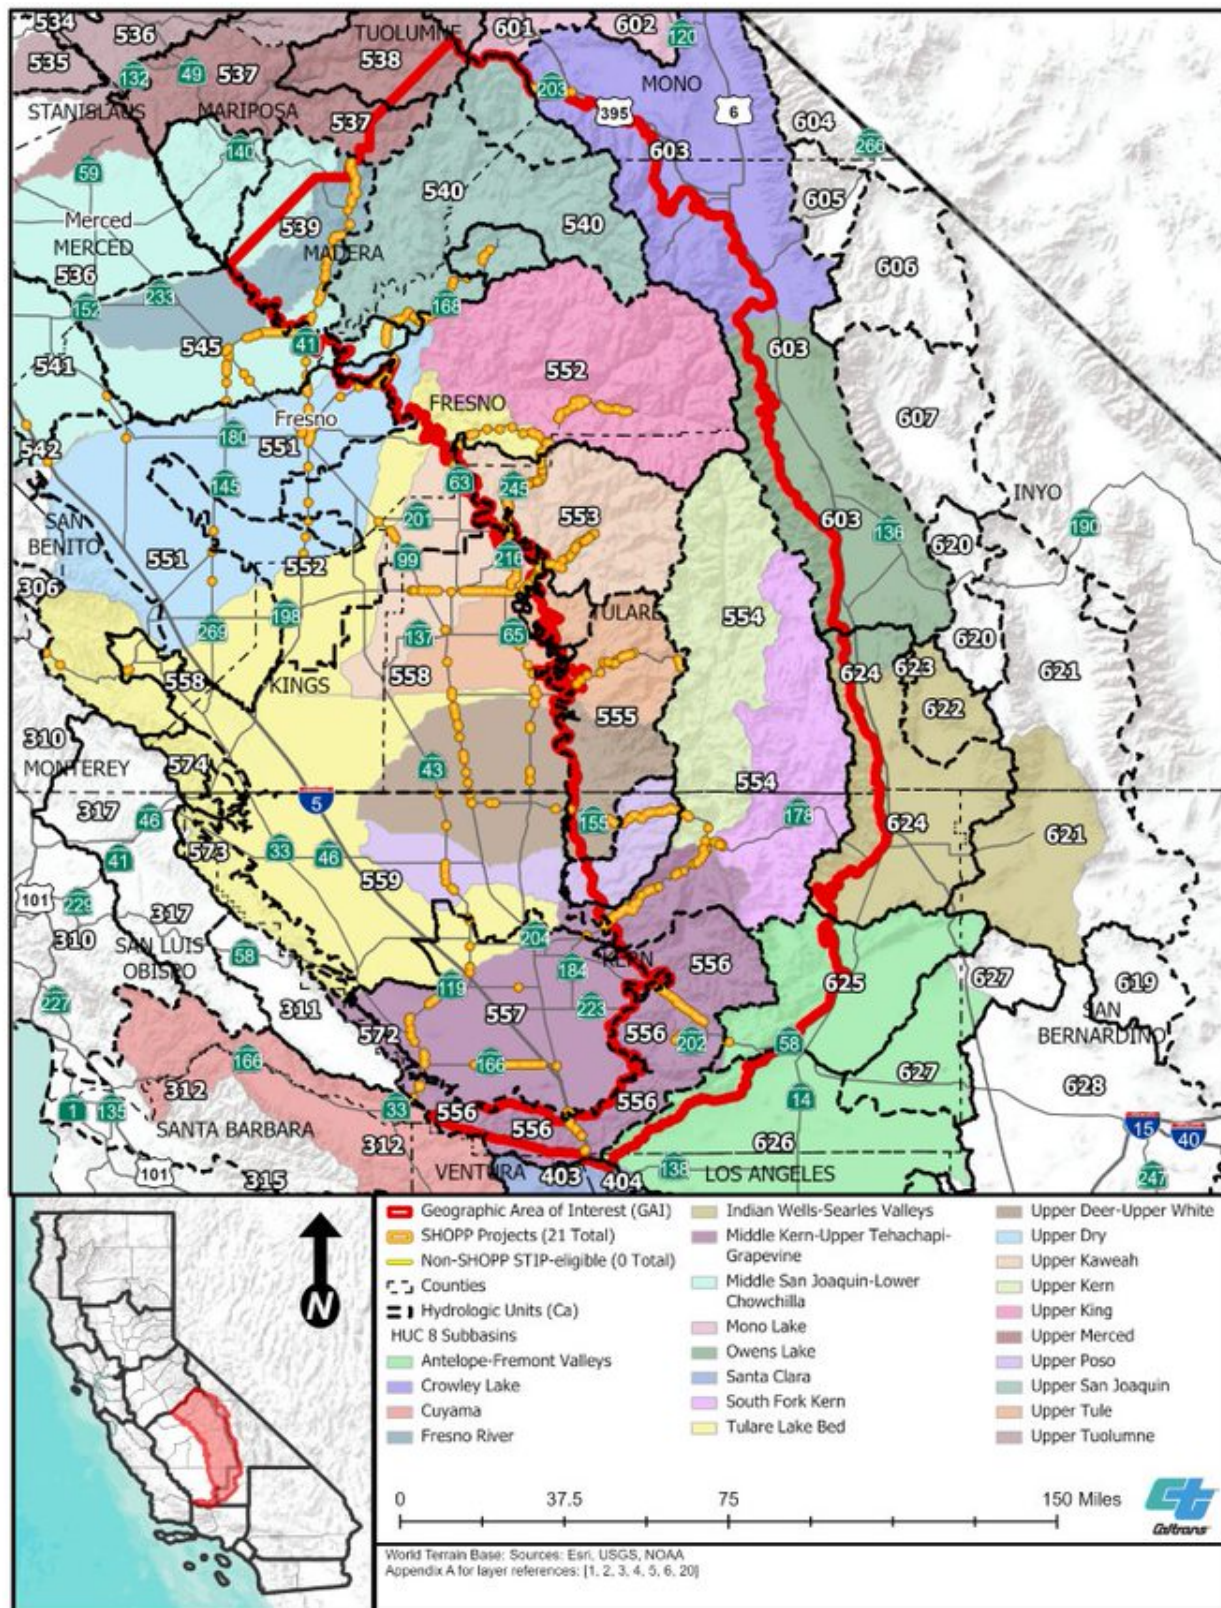 534
536
TUOLUMNE
601
602
120
535
132
49
537
538
203
MONO
STANISLAUS
MARIPOSA
395
6
604
140
537
603
266
59
540
605
Merced
MERCED
539
MADERA
540
606
536
233
152
168
545
41
603
541
552
607
Fresno
FRESNO
542
180
551
INYO
145
63
245
SAN
BENITO
201
553
603
136
190
551
552
99
216
620
306
198
TULARE
554
269
137
65
620
558
KINGS
558
624
623
621
555
622
310
MONTEREY
574
43
554
317
5
155
178
624
46
621
573
33
46
41
559
101
229
317
310
SAN LUIS
OBISPO
58
204
KERN
556
184
625
627
619
227
311
119
223
SAN
BERNARDINO
572
557
556
202
58
166
166
627
628
312
1
135
33
556
556
14
SANTA BARBARA
312
556
626
15
40
101
315
VENTURA
403
404
138
LOS ANGELES
247
N
Geographic Area of Interest (GAI)
SHOPP Projects (21 Total)
Non-SHOPP STIP-eligible (0 Total)
Counties
Hydrologic Units (Ca)
HUC 8 Subbasins
Antelope-Fremont Valleys
Crowley Lake
Cuyama
Fresno River
Indian Wells-Searles Valleys
Middle Kern-Upper Tehachapi-
Grapevine
Middle San Joaquin-Lower
Chowchilla
Mono Lake
Owens Lake
Santa Clara
South Fork Kern
Tulare Lake Bed
Upper Deer-Upper White
Upper Dry
Upper Kaweah
Upper Kern
Upper King
Upper Merced
Upper Poso
Upper San Joaquin
Upper Tule
Upper Tuolumne
0 37.5 75 150 Miles
Caltrans
World Terrain Base: Sources: Esri, USGS, NOAA
Appendix A for layer references: [1, 2, 3, 4, 5, 6, 20]